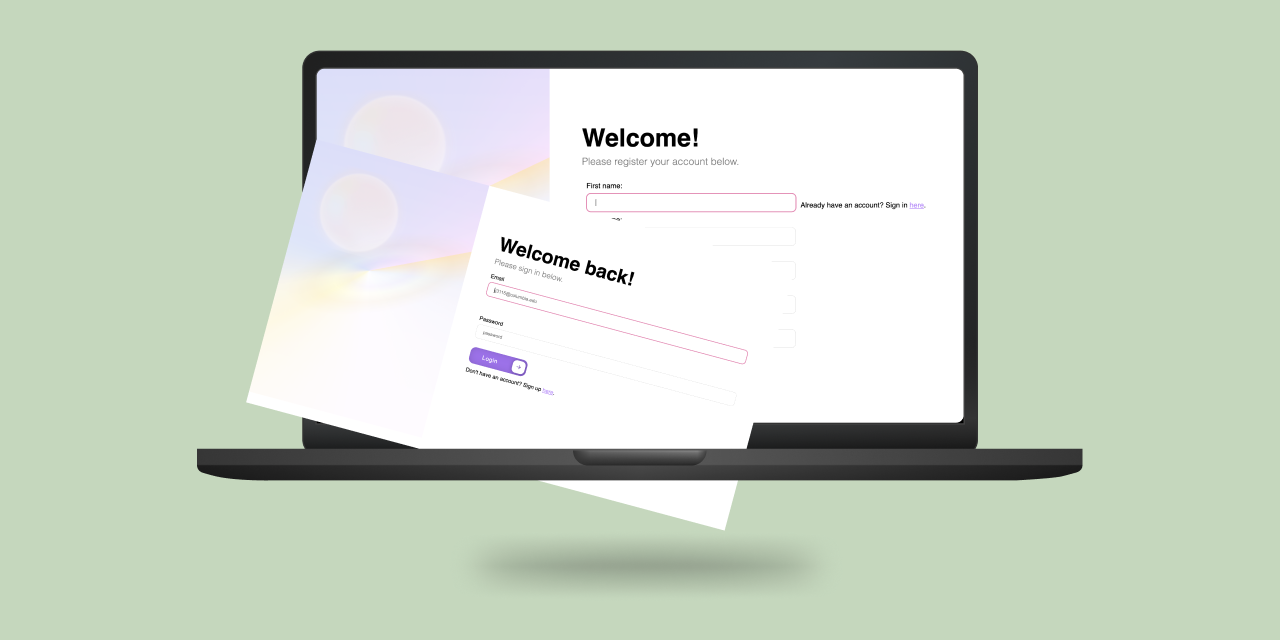 Welcome!
Please register your account below.
First name:
Already have an account? Sign in here.
Welcome back!
Please sign in below.
Email
Password
password
Login
Don't have an account? Sign up here.